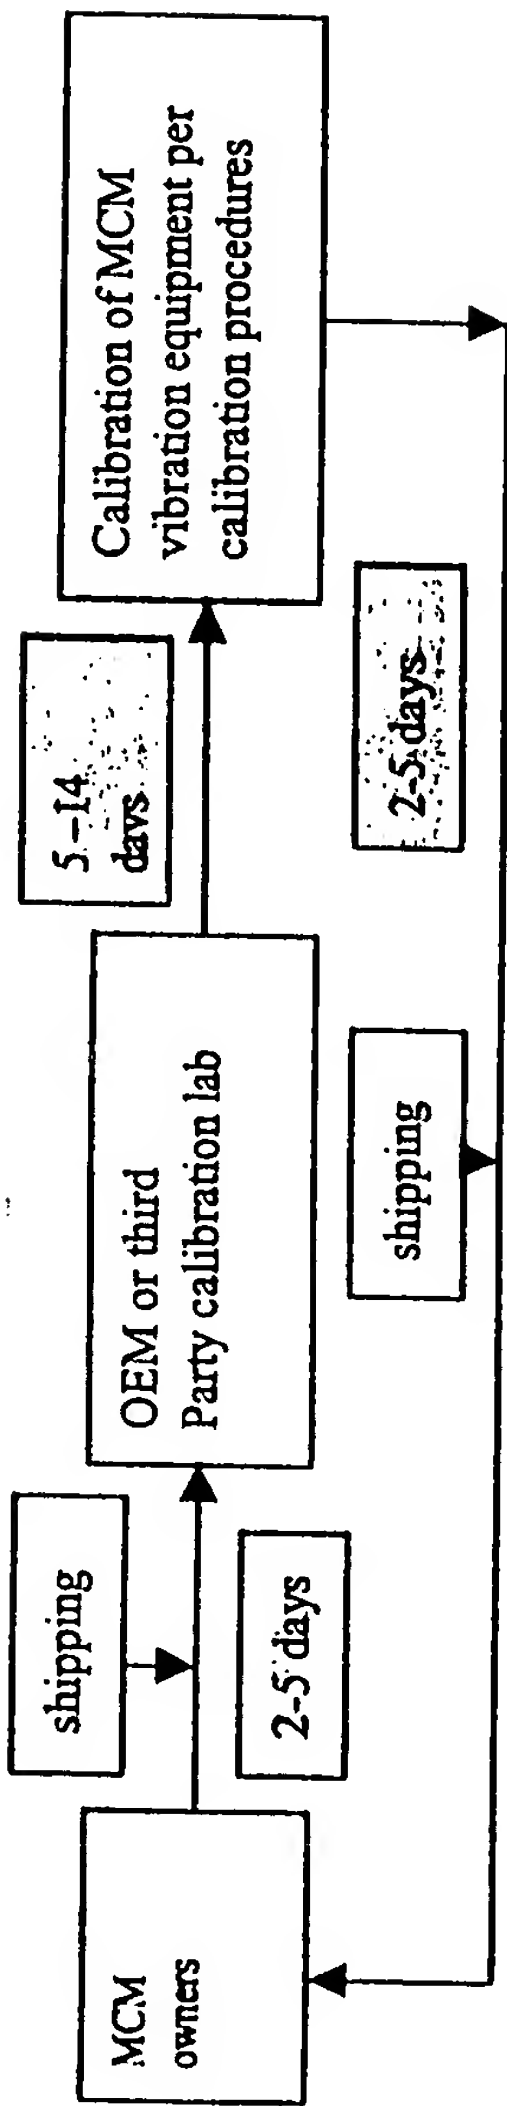 MCM
owners
shipping
2-5 days
OEM or third
Party calibration lab
5-14
days
Calibration of MCM
vibration equipment per
calibration procedures
shipping
2-5 days